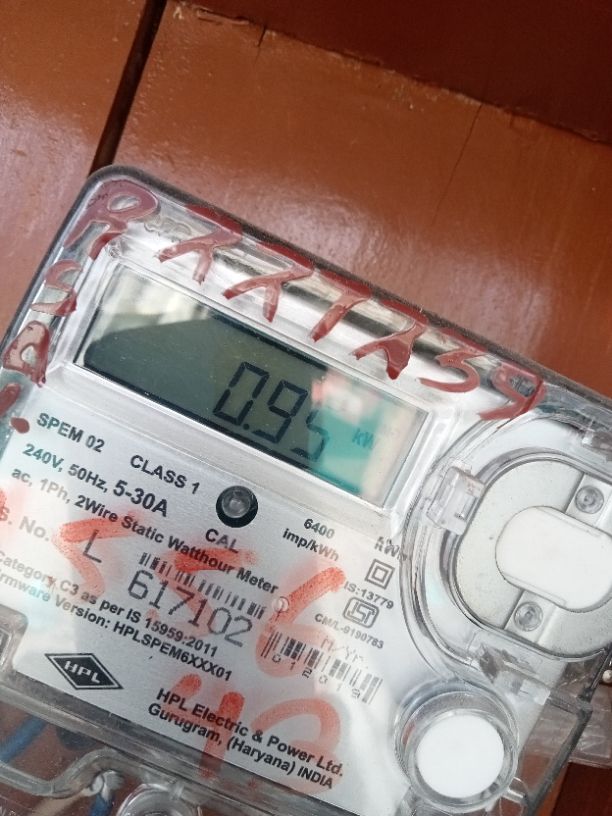 0.95 kW
SPEM 02 CLASS 1
240V, 50Hz, 5-30A
6400 imp/kWh
ac, 1Ph, 2Wire Static Watthour Meter
CAL
S. No. L 617102
IS:13779
CM/L-9190783
Category C3 as per IS 15959:2011
Firmware Version: HPLSPEM6XXX01
M/Yr.
012019
HPL
HPL Electric & Power Ltd.
Gurugram, (Haryana) INDIA